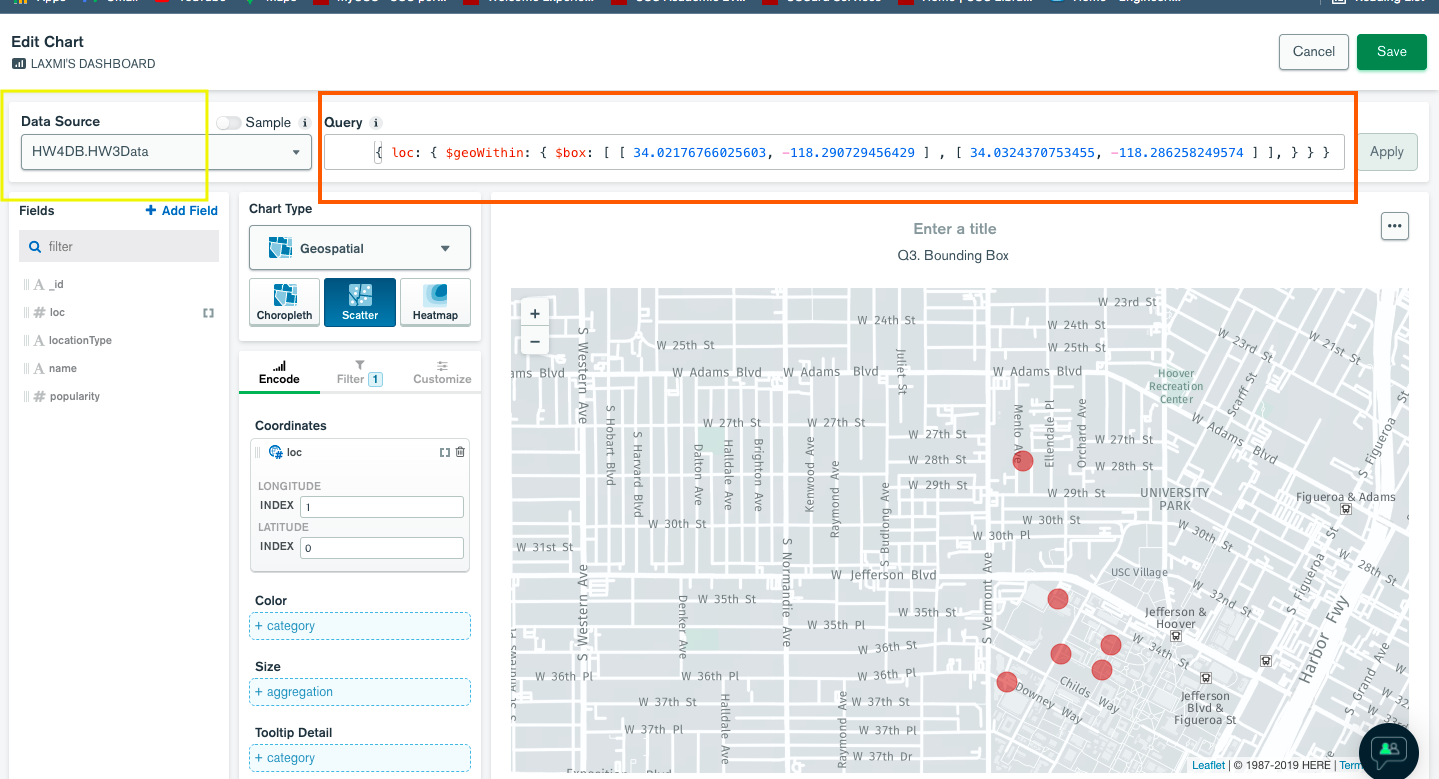 Edit Chart
LAXMI'S DASHBOARD
Cancel
Save
Data Source
Sample
Query
HW4DB.HW3Data
{ loc: { $geoWithin: { $box: [ [ 34.02176766025603, -118.290729456429 ] , [ 34.0324370753455, -118.286258249574 ] ], } } }
Apply
Fields
+ Add Field
filter
_id
loc
locationType
name
popularity
Chart Type
Geospatial
Choropleth
Scatter
Heatmap
Encode
Filter 1
Customize
Coordinates
loc
LONGITUDE
INDEX 1
LATITUDE
INDEX 0
Color
+ category
Size
+ aggregation
Tooltip Detail
+ category
Enter a title
Q3. Bounding Box
+
−
W 23rd St
W 24th St
W 24th St
W 25th St
W 25th St
W 23rd St
W 21st St
ams Blvd
W Adams Blvd
W Adams Blvd
W Adams Blvd
W Adams Blvd
Juliet St
Hoover
Recreation
Center
Scarff St
S Western Ave
S Hobart Blvd
S Harvard Blvd
W 27th St
W 27th St
W 27th St
W 27th St
Menlo Ave
Ellendale Pl
Orchard Ave
Dalton Ave
Halldale Ave
Brighton Ave
Kenwood Ave
Raymond Ave
S Budlong Ave
W 28th St
W 28th St
W 29th St
W 29th St
UNIVERSITY
PARK
Figueroa & Adams
S Figueroa St
W 30th St
W 30th St
W 30th Pl
W 30th St
W 31st St
W Jefferson Blvd
USC Village
W 28th St
W 32nd St
S Figueroa St
S Western Ave
S Normandie Ave
S Vermont Ave
Denker Ave
W 35th St
W 35th St
W 35th Pl
Jefferson &
Hoover
W 34th St
Harbor Fwy
W 36th St
W 36th Pl
W 36th Pl
W 36th Pl
S Grand Ave
Downey Way
Childs Way
Jefferson
Blvd &
Figueroa St
W 37th St
W 37th St
W 37th Pl
W 37th Pl
W 37th Dr
Halldale Ave
Raymond Ave
Leaflet | © 1987-2019 HERE |